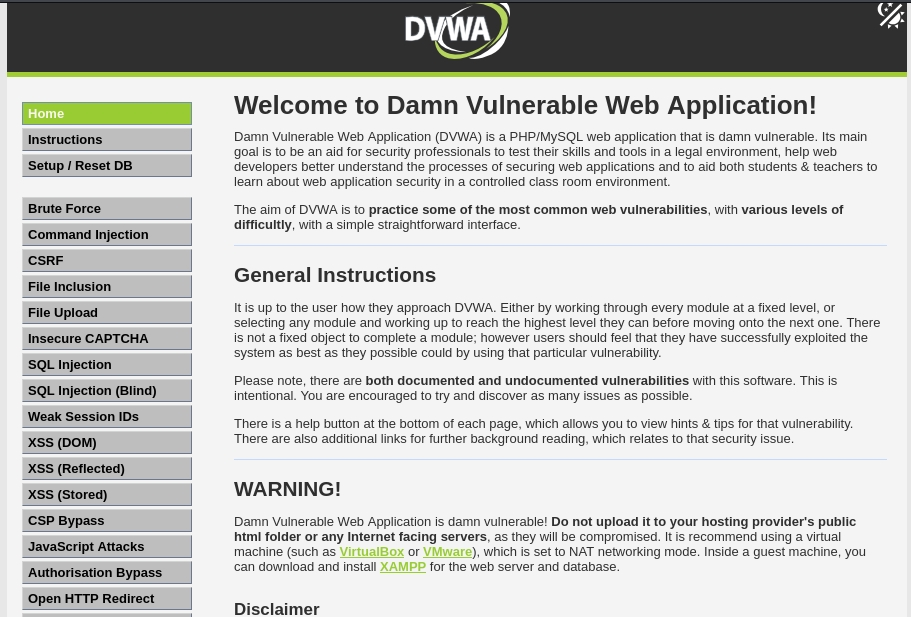 DVWA
Home
Instructions
Setup / Reset DB
Brute Force
Command Injection
CSRF
File Inclusion
File Upload
Insecure CAPTCHA
SQL Injection
SQL Injection (Blind)
Weak Session IDs
XSS (DOM)
XSS (Reflected)
XSS (Stored)
CSP Bypass
JavaScript Attacks
Authorisation Bypass
Open HTTP Redirect
Welcome to Damn Vulnerable Web Application!
Damn Vulnerable Web Application (DVWA) is a PHP/MySQL web application that is damn vulnerable. Its main
goal is to be an aid for security professionals to test their skills and tools in a legal environment, help web
developers better understand the processes of securing web applications and to aid both students & teachers to
learn about web application security in a controlled class room environment.
The aim of DVWA is to practice some of the most common web vulnerabilities, with various levels of
difficultly, with a simple straightforward interface.
General Instructions
It is up to the user how they approach DVWA. Either by working through every module at a fixed level, or
selecting any module and working up to reach the highest level they can before moving onto the next one. There
is not a fixed object to complete a module; however users should feel that they have successfully exploited the
system as best as they possible could by using that particular vulnerability.
Please note, there are both documented and undocumented vulnerabilities with this software. This is
intentional. You are encouraged to try and discover as many issues as possible.
There is a help button at the bottom of each page, which allows you to view hints & tips for that vulnerability.
There are also additional links for further background reading, which relates to that security issue.
WARNING!
Damn Vulnerable Web Application is damn vulnerable! Do not upload it to your hosting provider's public
html folder or any Internet facing servers, as they will be compromised. It is recommend using a virtual
machine (such as VirtualBox or VMware), which is set to NAT networking mode. Inside a guest machine, you
can download and install XAMPP for the web server and database.
Disclaimer